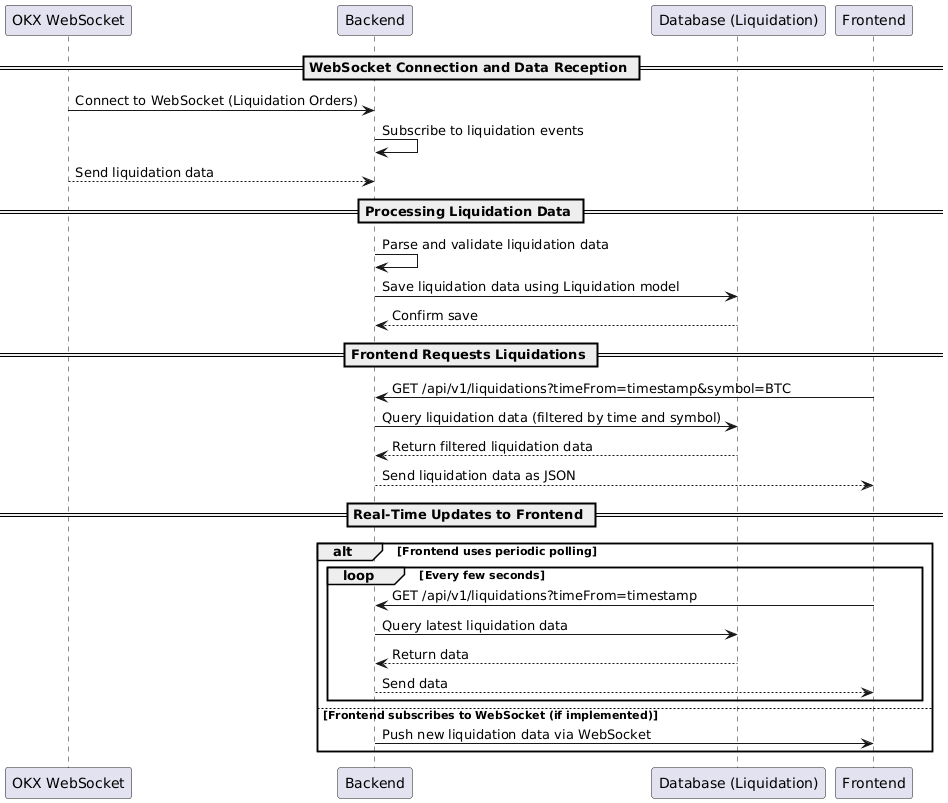 OKX WebSocket
Backend
Database (Liquidation)
Frontend
WebSocket Connection and Data Reception
Connect to WebSocket (Liquidation Orders)
Subscribe to liquidation events
Send liquidation data
Processing Liquidation Data
Parse and validate liquidation data
Save liquidation data using Liquidation model
Confirm save
Frontend Requests Liquidations
GET /api/v1/liquidations?timeFrom=timestamp&symbol=BTC
Query liquidation data (filtered by time and symbol)
Return filtered liquidation data
Send liquidation data as JSON
Real-Time Updates to Frontend
alt
[Frontend uses periodic polling]
loop
[Every few seconds]
GET /api/v1/liquidations?timeFrom=timestamp
Query latest liquidation data
Return data
Send data
[Frontend subscribes to WebSocket (if implemented)]
Push new liquidation data via WebSocket
OKX WebSocket
Backend
Database (Liquidation)
Frontend